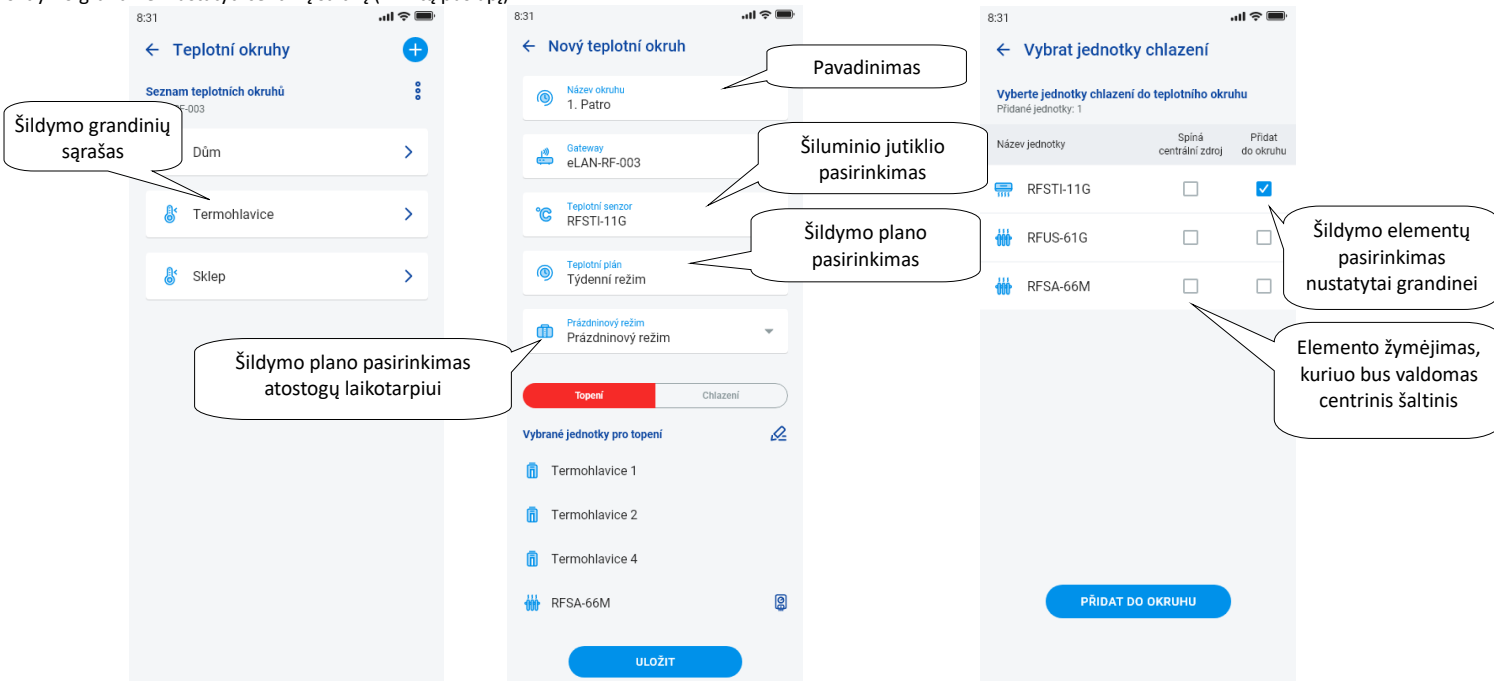 8:31
Teplotní okruhy
Seznam teplotních okruhů
-003
Šildymo grandinių
sąrašas
Dům
Termohlavice
Sklep
8:31
Nový teplotní okruh
Název okruhu
1. Patro
Gateway
eLAN-RF-003
Teplotní senzor
RFSTI-11G
Teplotní plán
Týdenní režim
Prázdninový režim
Prázdninový režim
Topení
Chlazení
Vybrané jednotky pro topení
Termohlavice 1
Termohlavice 2
Termohlavice 4
RFSA-66M
ULOŽIT
Pavadinimas
Šiluminio jutiklio
pasirinkimas
Šildymo plano
pasirinkimas
Šildymo plano pasirinkimas
atostogų laikotarpiui
8:31
Vybrat jednotky chlazení
Vyberte jednotky chlazení do teplotního okruhu
Přidané jednotky: 1
Název jednotky
Spíná
centrální zdroj
Přidat
do okruhu
RFSTI-11G
RFUS-61G
RFSA-66M
PŘIDAT DO OKRUHU
Šildymo elementų
pasirinkimas
nustatytai grandinei
Elemento žymėjimas,
kuriuo bus valdomas
centrinis šaltinis